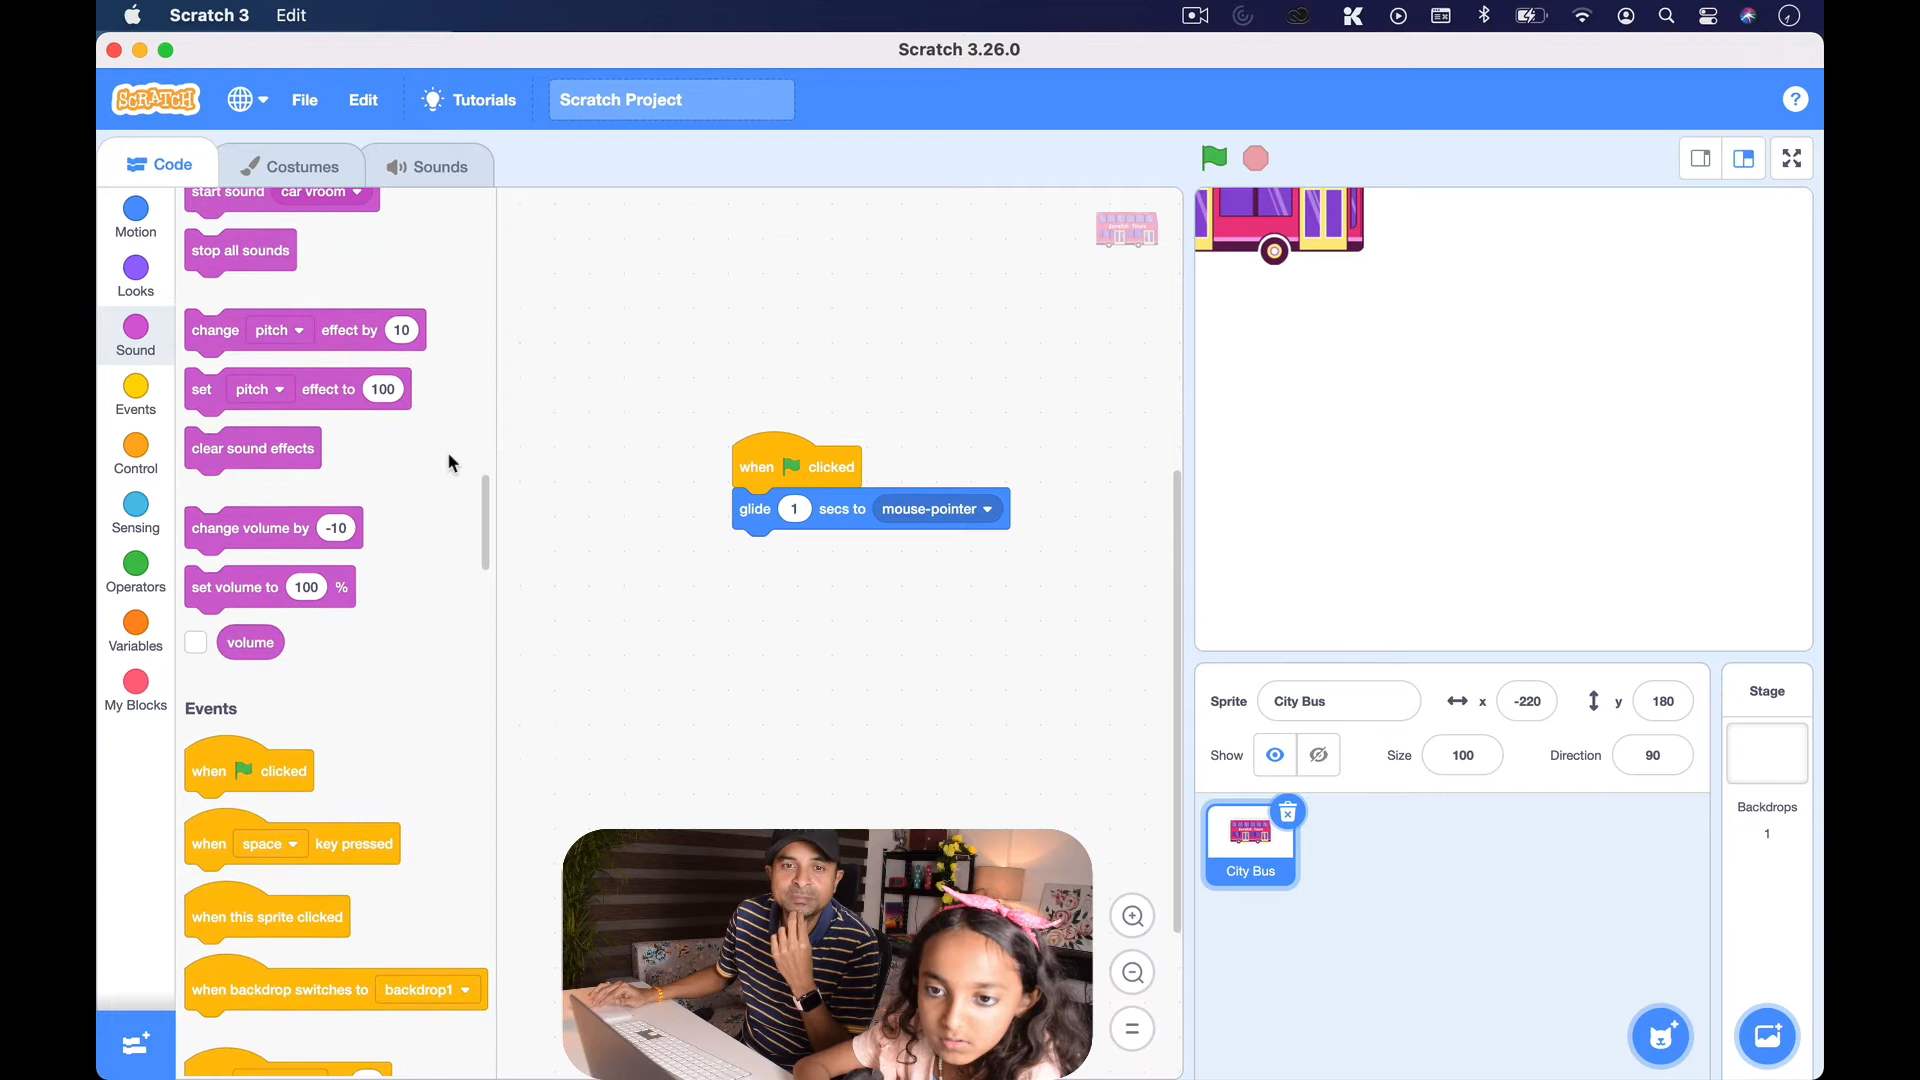 Scratch 3 Edit
Scratch 3.26.0
SCRATCH File Edit Tutorials Scratch Project ?
Code Costumes Sounds
Motion
Looks
Sound
Events
Control
Sensing
Operators
Variables
My Blocks
start sound car vroom
stop all sounds
change pitch effect by 10
set pitch effect to 100
clear sound effects
change volume by -10
set volume to 100 %
volume
Events
when clicked
when space key pressed
when this sprite clicked
when backdrop switches to backdrop1
Scratch Tours
when clicked
glide 1 secs to mouse-pointer
Sprite City Bus x -220 y 180
Show Size 100 Direction 90
Scratch Tours
City Bus
Stage
Backdrops
1